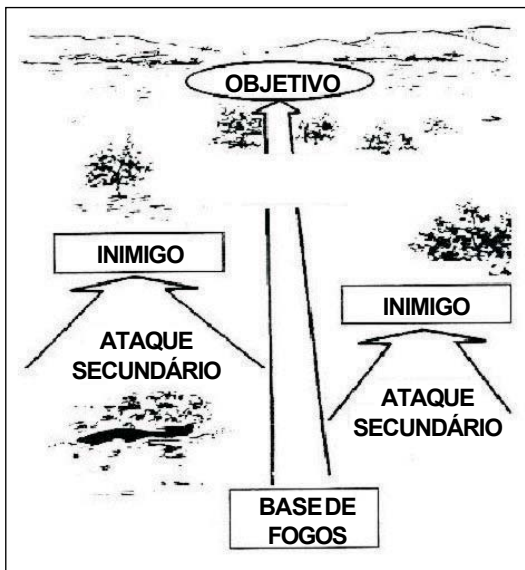 OBJETIVO
INIMIGO
INIMIGO
ATAQUE
SECUNDÁRIO
ATAQUE
SECUNDÁRIO
BASE DE
FOGOS